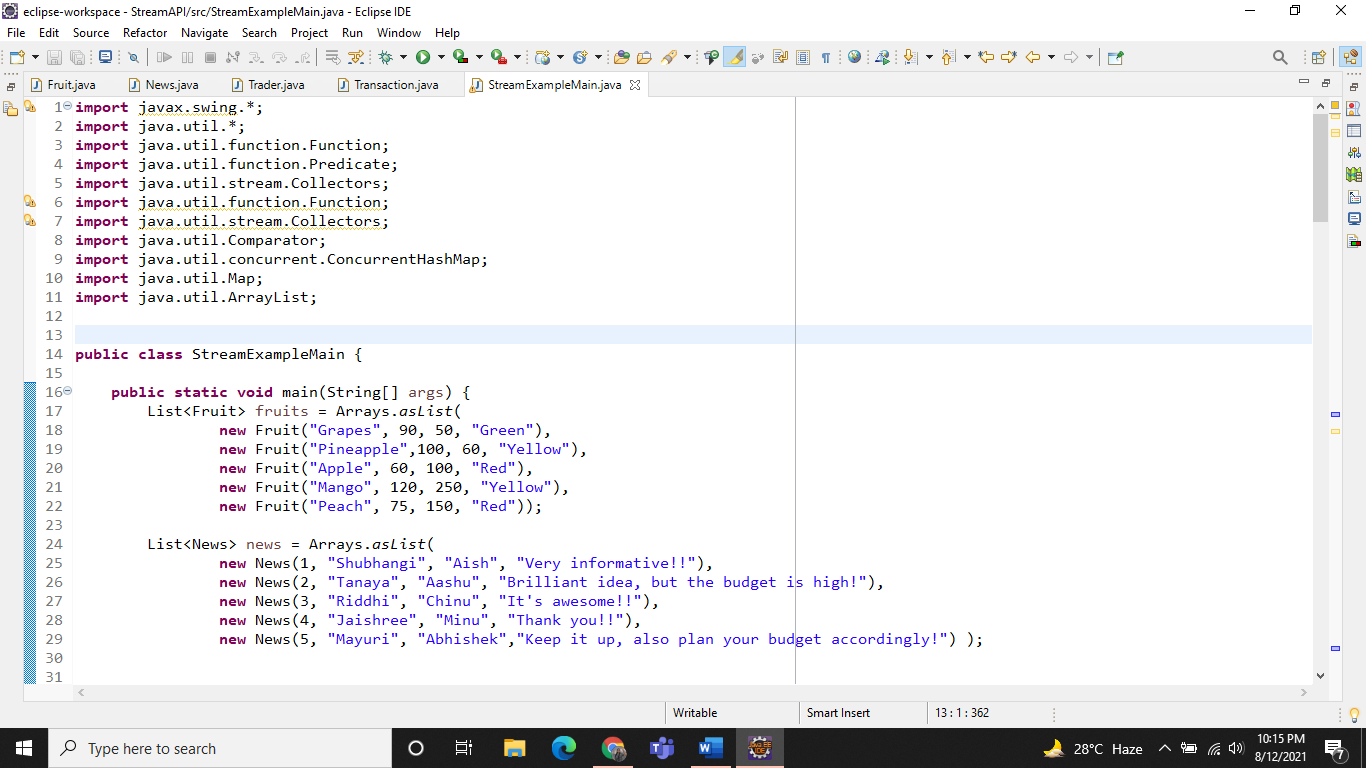 eclipse-workspace - StreamAPI/src/StreamExampleMain.java - Eclipse IDE
File Edit Source Refactor Navigate Search Project Run Window Help
Fruit.java News.java Trader.java Transaction.java StreamExampleMain.java
1 import javax.swing.*;
2 import java.util.*;
3 import java.util.function.Function;
4 import java.util.function.Predicate;
5 import java.util.stream.Collectors;
6 import java.util.function.Function;
7 import java.util.stream.Collectors;
8 import java.util.Comparator;
9 import java.util.concurrent.ConcurrentHashMap;
10 import java.util.Map;
11 import java.util.ArrayList;
12
13
14 public class StreamExampleMain {
15
16 public static void main(String[] args) {
17 List<Fruit> fruits = Arrays.asList(
18 new Fruit("Grapes", 90, 50, "Green"),
19 new Fruit("Pineapple",100, 60, "Yellow"),
20 new Fruit("Apple", 60, 100, "Red"),
21 new Fruit("Mango", 120, 250, "Yellow"),
22 new Fruit("Peach", 75, 150, "Red"));
23
24 List<News> news = Arrays.asList(
25 new News(1, "Shubhangi", "Aish", "Very informative!!"),
26 new News(2, "Tanaya", "Aashu", "Brilliant idea, but the budget is high!"),
27 new News(3, "Riddhi", "Chinu", "It's awesome!!"),
28 new News(4, "Jaishree", "Minu", "Thank you!!"),
29 new News(5, "Mayuri", "Abhishek","Keep it up, also plan your budget accordingly!") );
30
31
Writable Smart Insert 13 : 1 : 362
Type here to search
28°C Haze
10:15 PM
8/12/2021
7